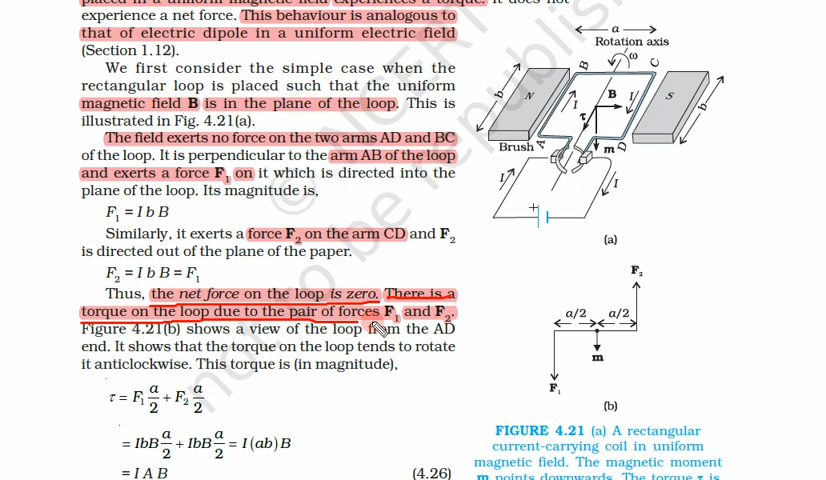 placed in a uniform magnetic field experiences a torque. It does not
experience a net force. This behaviour is analogous to
that of electric dipole in a uniform electric field
(Section 1.12).
We first consider the simple case when the
rectangular loop is placed such that the uniform
magnetic field B is in the plane of the loop. This is
illustrated in Fig. 4.21(a).
The field exerts no force on the two arms AD and BC
of the loop. It is perpendicular to the arm AB of the loop
and exerts a force F₁ on it which is directed into the
plane of the loop. Its magnitude is,
F₁ = I b B
Similarly, it exerts a force F₂ on the arm CD and F₂
is directed out of the plane of the paper.
F₂ = I b B = F₁
Thus, the net force on the loop is zero. There is a
torque on the loop due to the pair of forces F₁ and F₂.
Figure 4.21(b) shows a view of the loop from the AD
end. It shows that the torque on the loop tends to rotate
it anticlockwise. This torque is (in magnitude),
τ = F₁ a/2 + F₂ a/2
= IbB a/2 + IbB a/2 = I (ab) B
= I A B (4.26)
a
Rotation axis
ω
B
C
b
N
I
B
I
S
b
τ
Brush
A
m
D
I
I
+
(a)
F₂
a/2
a/2
m
F₁
(b)
FIGURE 4.21 (a) A rectangular
current-carrying coil in uniform
magnetic field. The magnetic moment
m points downwards. The torque τ is
© NCERT
not to be republish